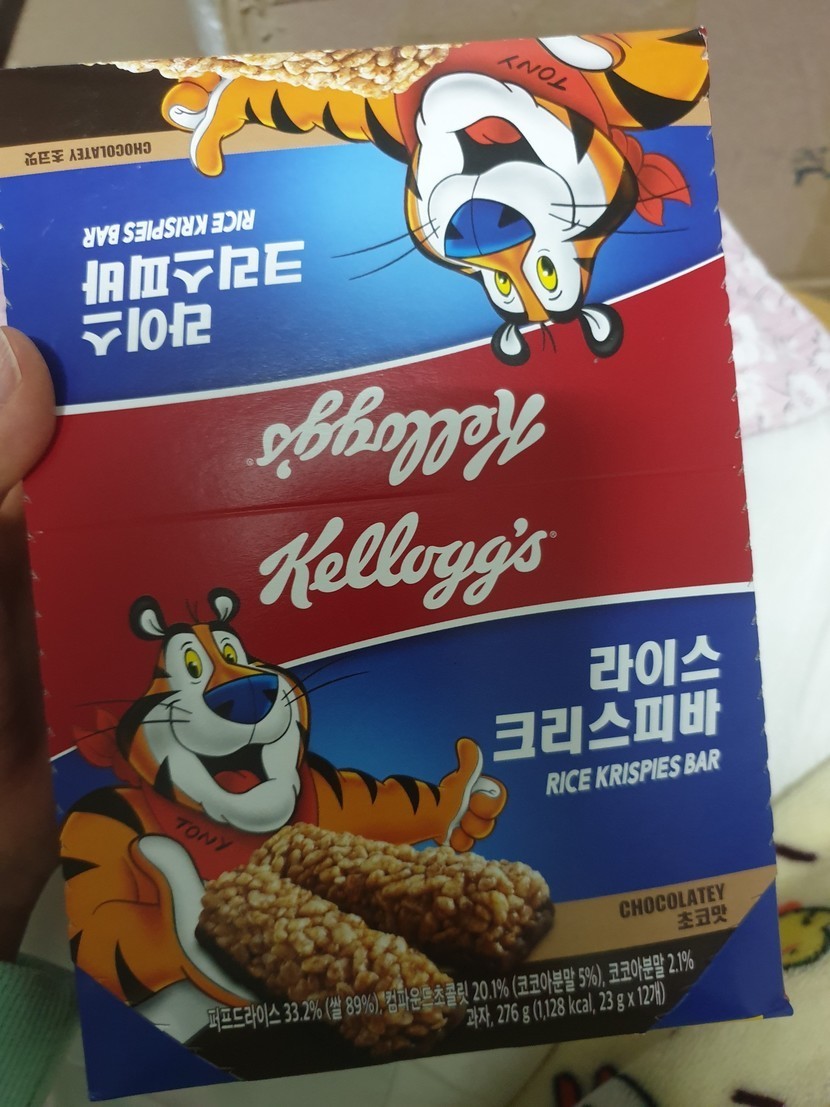 TONY
CHOCOLATEY 초코맛
RICE KRISPIES BAR
라이스
크리스피바
Kellogg's
Kellogg's®
라이스
크리스피바
RICE KRISPIES BAR
TONY
CHOCOLATEY
초코맛
퍼프드라이스 33.2% (쌀 89%), 컴파운드초콜릿 20.1% (코코아분말 5%), 코코아분말 2.1%
과자, 276 g (1,128 kcal, 23 g x 12개)